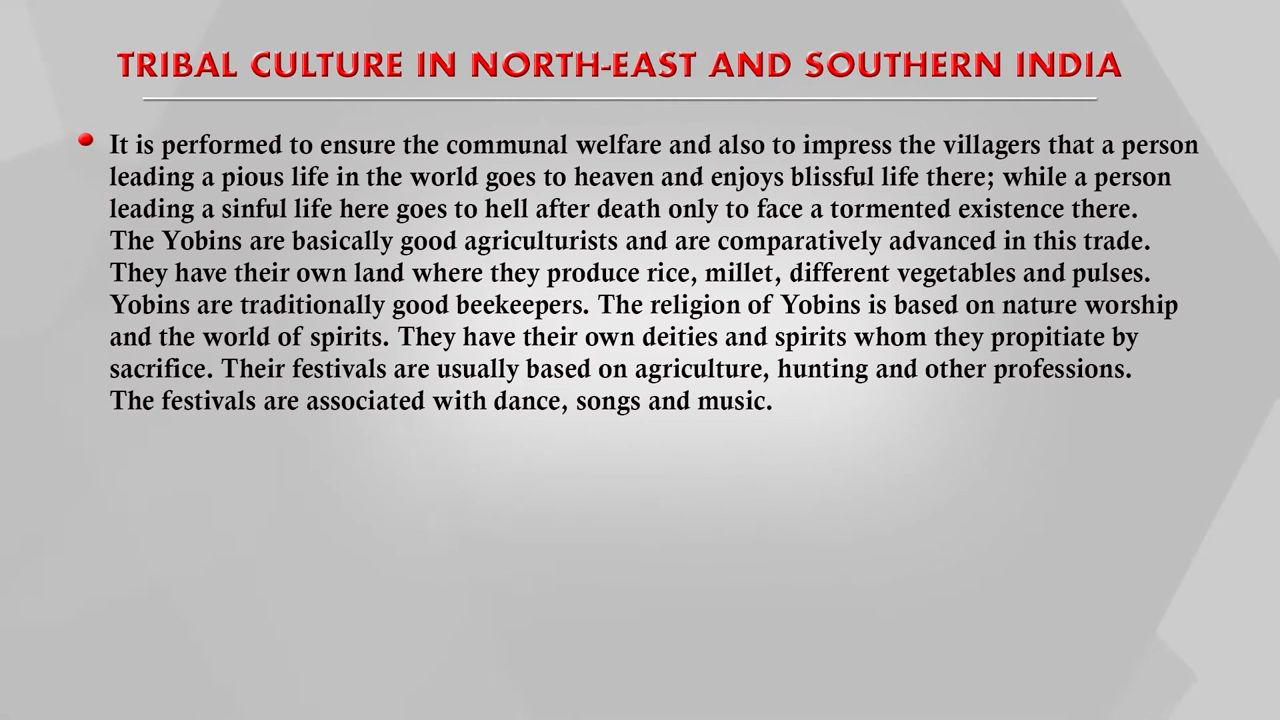 TRIBAL CULTURE IN NORTH-EAST AND SOUTHERN INDIA
It is performed to ensure the communal welfare and also to impress the villagers that a person
leading a pious life in the world goes to heaven and enjoys blissful life there; while a person
leading a sinful life here goes to hell after death only to face a tormented existence there.
The Yobins are basically good agriculturists and are comparatively advanced in this trade.
They have their own land where they produce rice, millet, different vegetables and pulses.
Yobins are traditionally good beekeepers. The religion of Yobins is based on nature worship
and the world of spirits. They have their own deities and spirits whom they propitiate by
sacrifice. Their festivals are usually based on agriculture, hunting and other professions.
The festivals are associated with dance, songs and music.